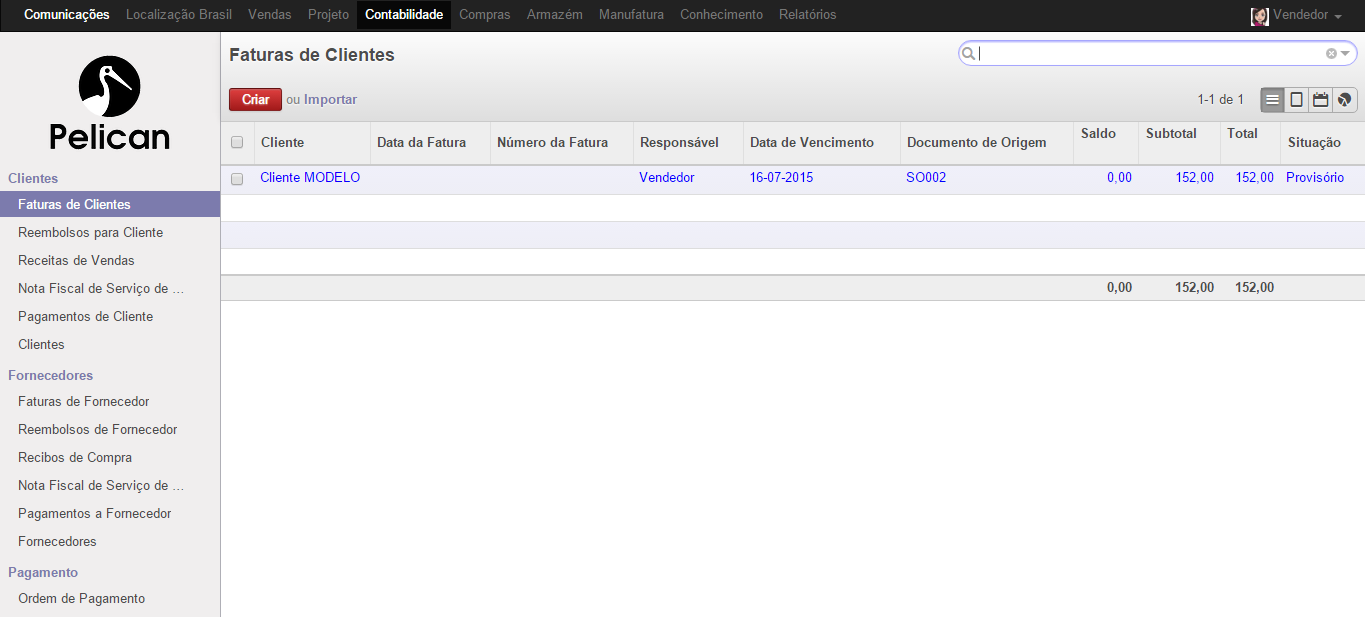 Comunicações Localização Brasil Vendas Projeto Contabilidade Compras Armazém Manufatura Conhecimento Relatórios Vendedor
Pelican
Clientes
Faturas de Clientes
Reembolsos para Cliente
Receitas de Vendas
Nota Fiscal de Serviço de ...
Pagamentos de Cliente
Clientes
Fornecedores
Faturas de Fornecedor
Reembolsos de Fornecedor
Recibos de Compra
Nota Fiscal de Serviço de ...
Pagamentos a Fornecedor
Fornecedores
Pagamento
Ordem de Pagamento
Faturas de Clientes
Criar ou Importar 1-1 de 1
Cliente Data da Fatura Número da Fatura Responsável Data de Vencimento Documento de Origem Saldo Subtotal Total Situação
Cliente MODELO Vendedor 16-07-2015 SO002 0,00 152,00 152,00 Provisório
0,00 152,00 152,00